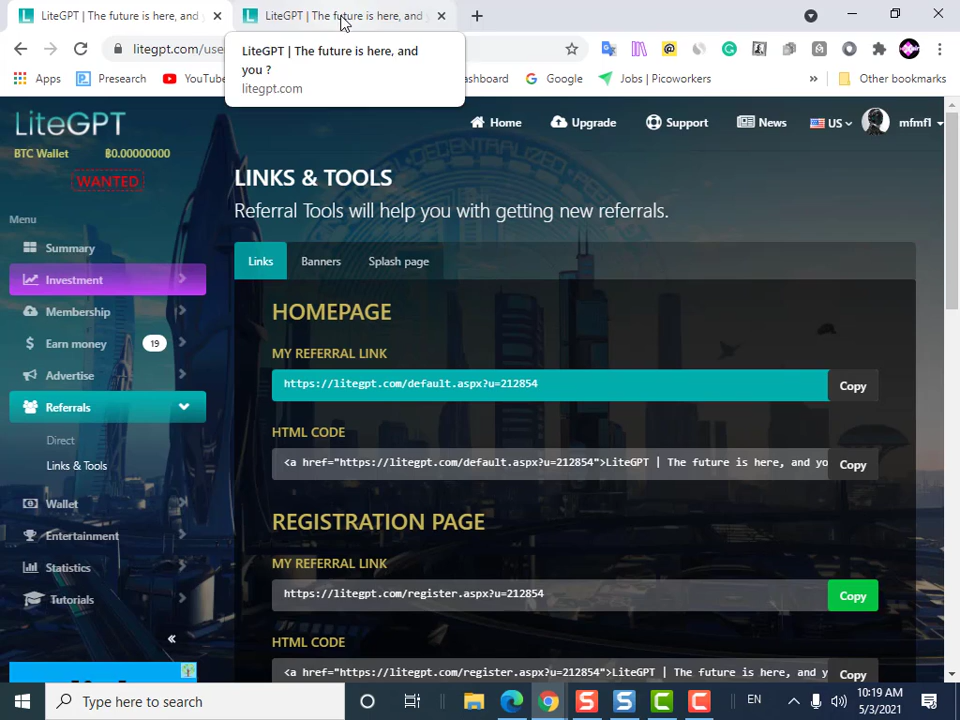 LiteGPT | The future is here, and y
LiteGPT | The future is here, and y
litegpt.com/use
LiteGPT | The future is here, and
you ?
litegpt.com
Apps
Presearch
YouTube
ashboard
Google
Jobs | Picoworkers
»
Other bookmarks
LiteGPT
BTC Wallet
฿0.00000000
WANTED
Home
Upgrade
Support
News
US
mfmf1
Menu
Summary
Investment
Membership
Earn money
19
Advertise
Referrals
Direct
Links & Tools
Wallet
Entertainment
Statistics
Tutorials
«
LINKS & TOOLS
Referral Tools will help you with getting new referrals.
Links
Banners
Splash page
HOMEPAGE
MY REFERRAL LINK
https://litegpt.com/default.aspx?u=212854
Copy
HTML CODE
<a href="https://litegpt.com/default.aspx?u=212854">LiteGPT | The future is here, and yo
Copy
REGISTRATION PAGE
MY REFERRAL LINK
https://litegpt.com/register.aspx?u=212854
Copy
HTML CODE
<a href="https://litegpt.com/register.aspx?u=212854">LiteGPT | The future is here, and y
Copy
Type here to search
EN
10:19 AM
5/3/2021